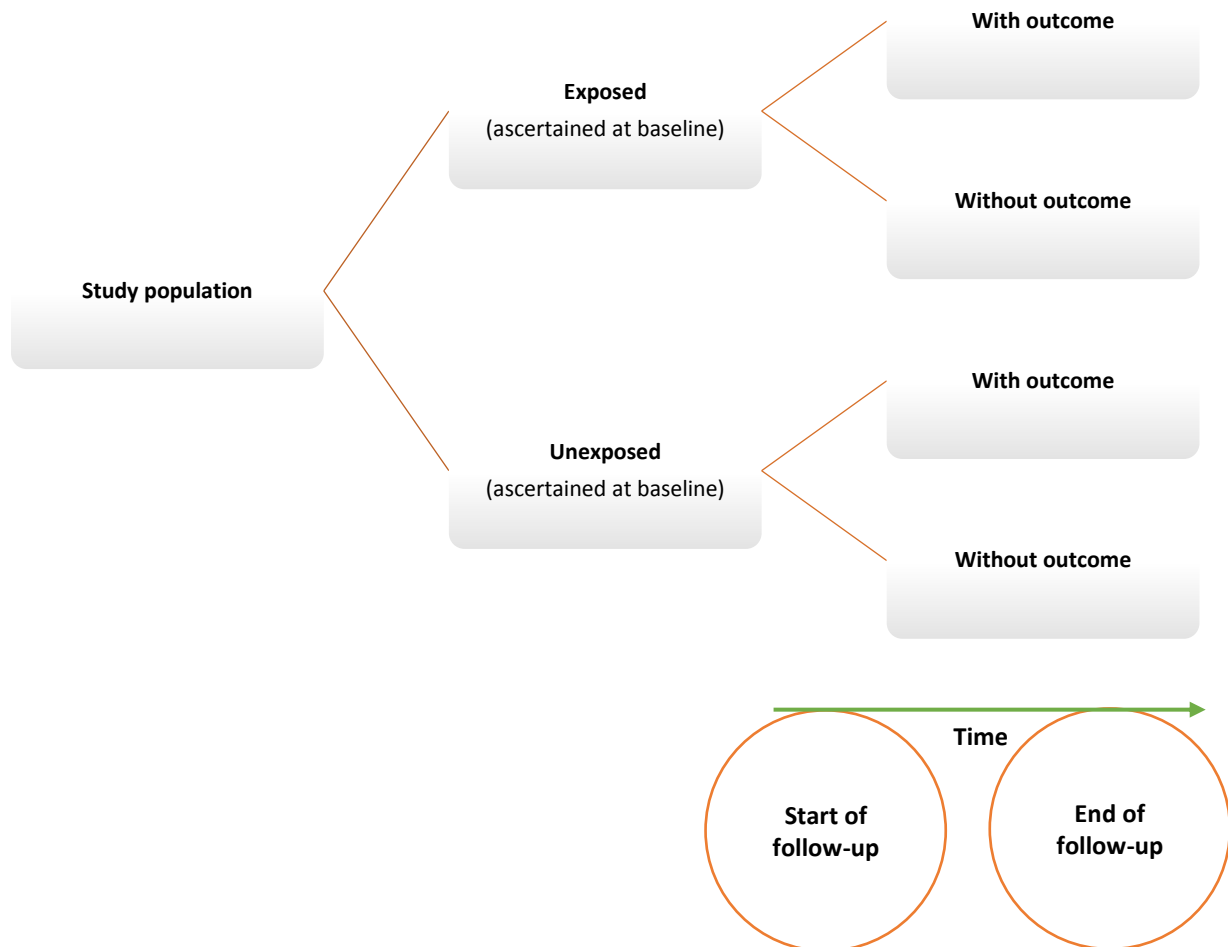 With outcome
Exposed
(ascertained at baseline)
Without outcome
Study population
With outcome
Unexposed
(ascertained at baseline)
Without outcome
Time
Start of
follow-up
End of
follow-up